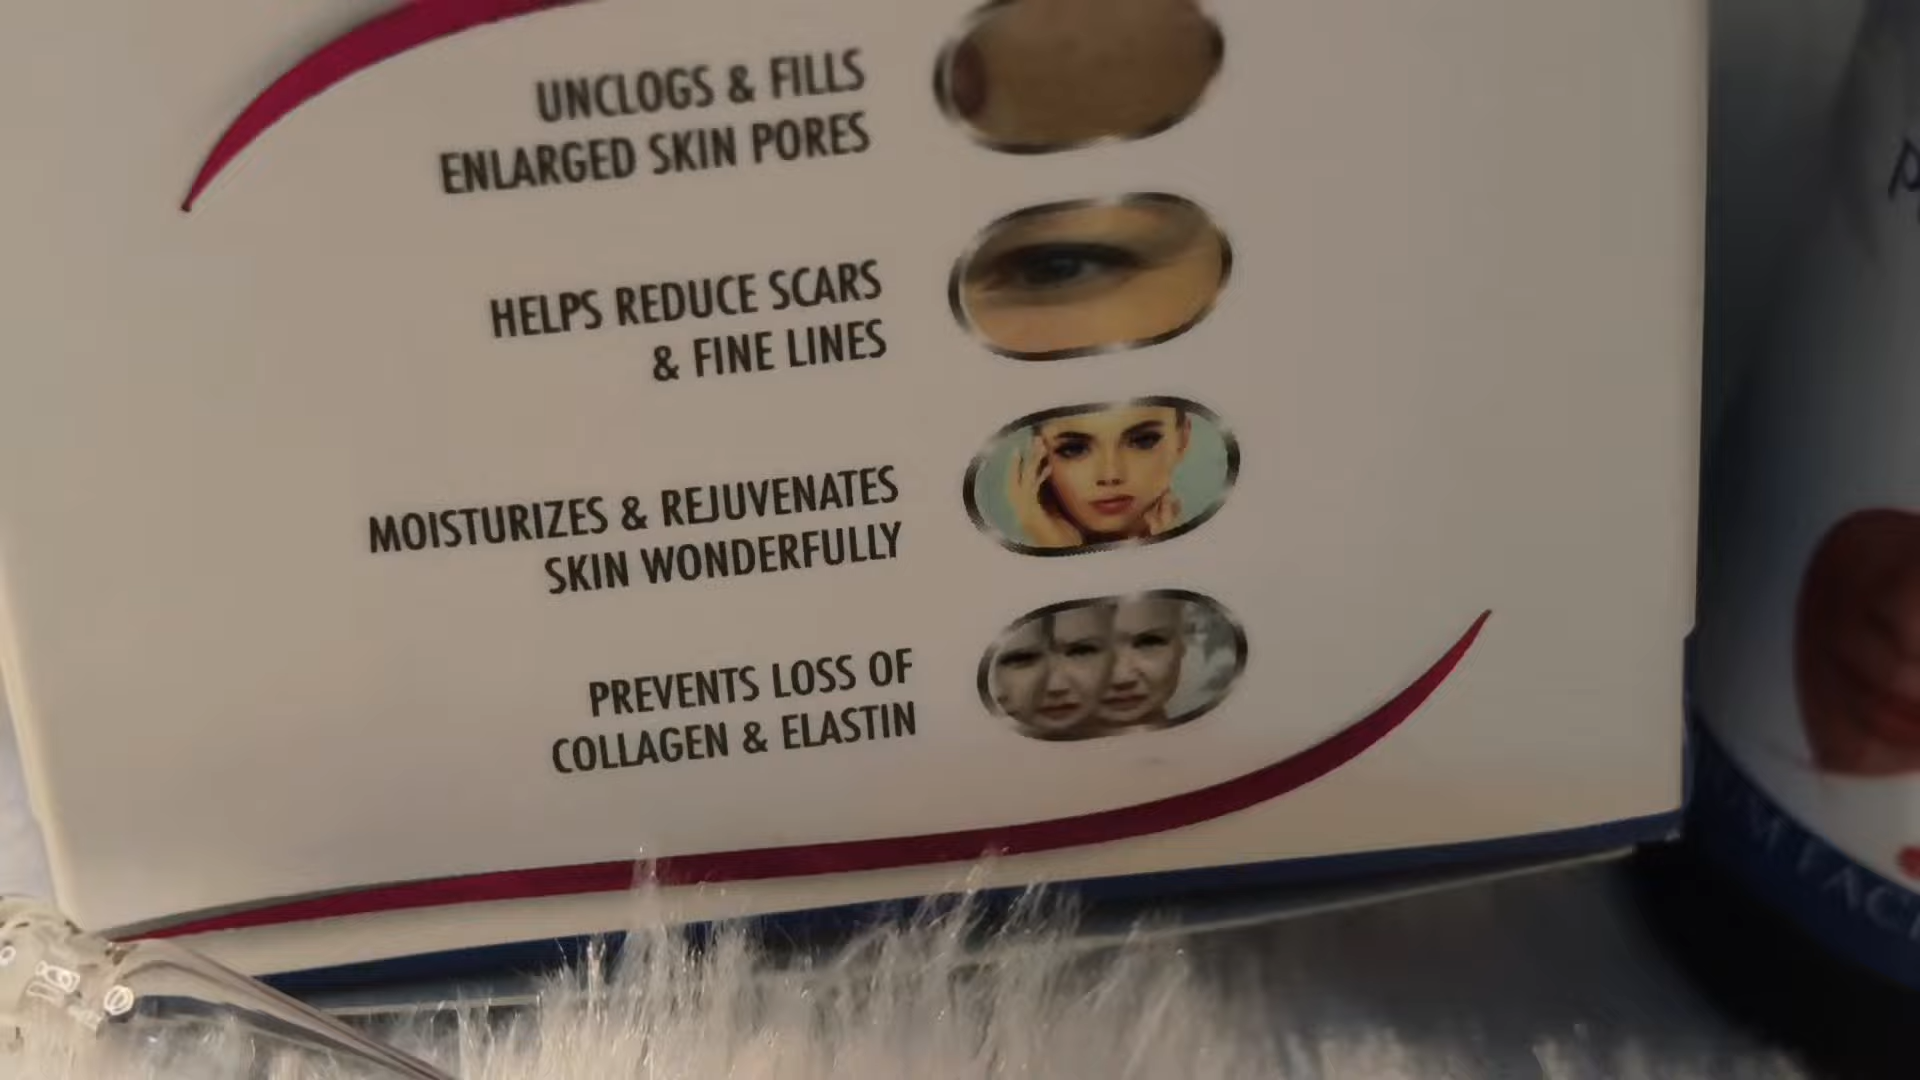 UNCLOGS & FILLS
ENLARGED SKIN PORES
HELPS REDUCE SCARS
& FINE LINES
MOISTURIZES & REJUVENATES
SKIN WONDERFULLY
PREVENTS LOSS OF
COLLAGEN & ELASTIN